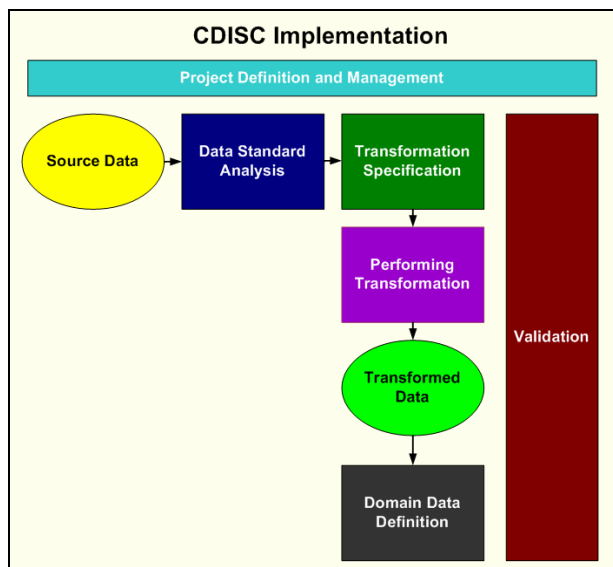 CDISC Implementation
Project Definition and Management
Source Data
Data Standard
Analysis
Transformation
Specification
Performing
Transformation
Validation
Transformed
Data
Domain Data
Definition